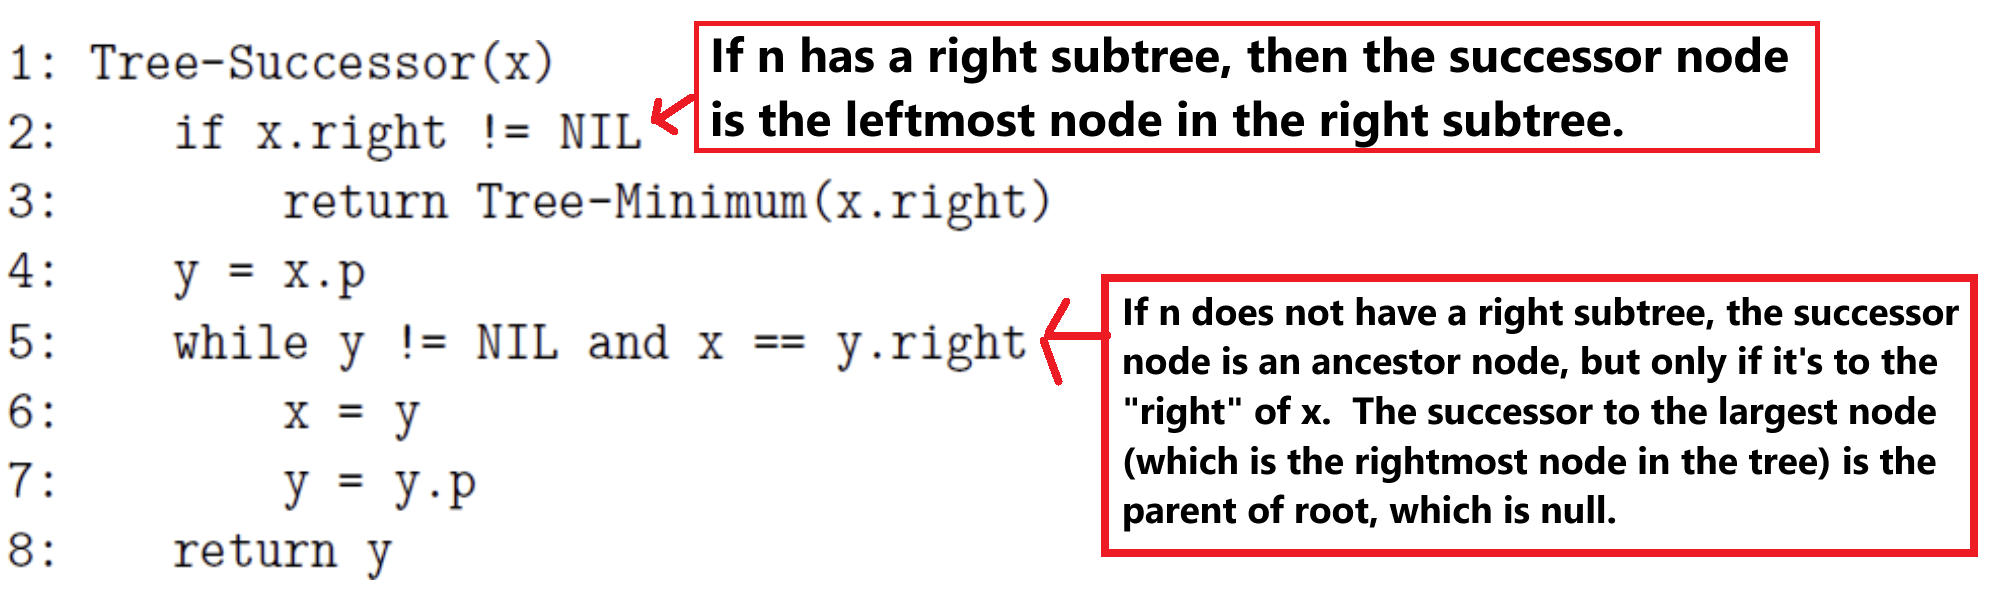 1: Tree-Successor(x)
If n has a right subtree, then the successor node
is the leftmost node in the right subtree.
2: if x.right != NIL
3: return Tree-Minimum(x.right)
4: y = x.p
5: while y != NIL and x == y.right
If n does not have a right subtree, the successor
node is an ancestor node, but only if it's to the
"right" of x. The successor to the largest node
(which is the rightmost node in the tree) is the
parent of root, which is null.
6: x = y
7: y = y.p
8: return y